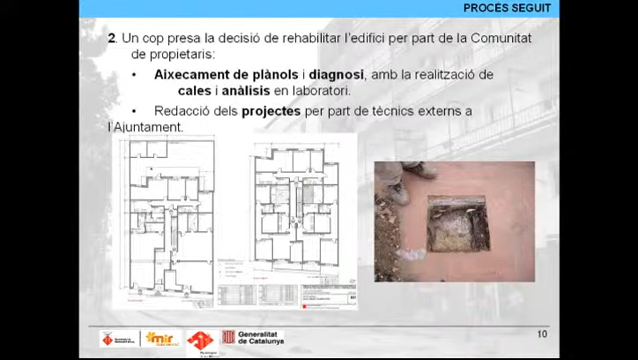 PROCÉS SEGUIT
2. Un cop presa la decisió de rehabilitar l'edifici per part de la Comunitat
de propietaris:
• Aixecament de plànols i diagnosi, amb la realització de
cales i anàlisis en laboratori.
• Redacció dels projectes per part de tècnics externs a
l'Ajuntament.
mir
Generalitat
de Catalunya
10